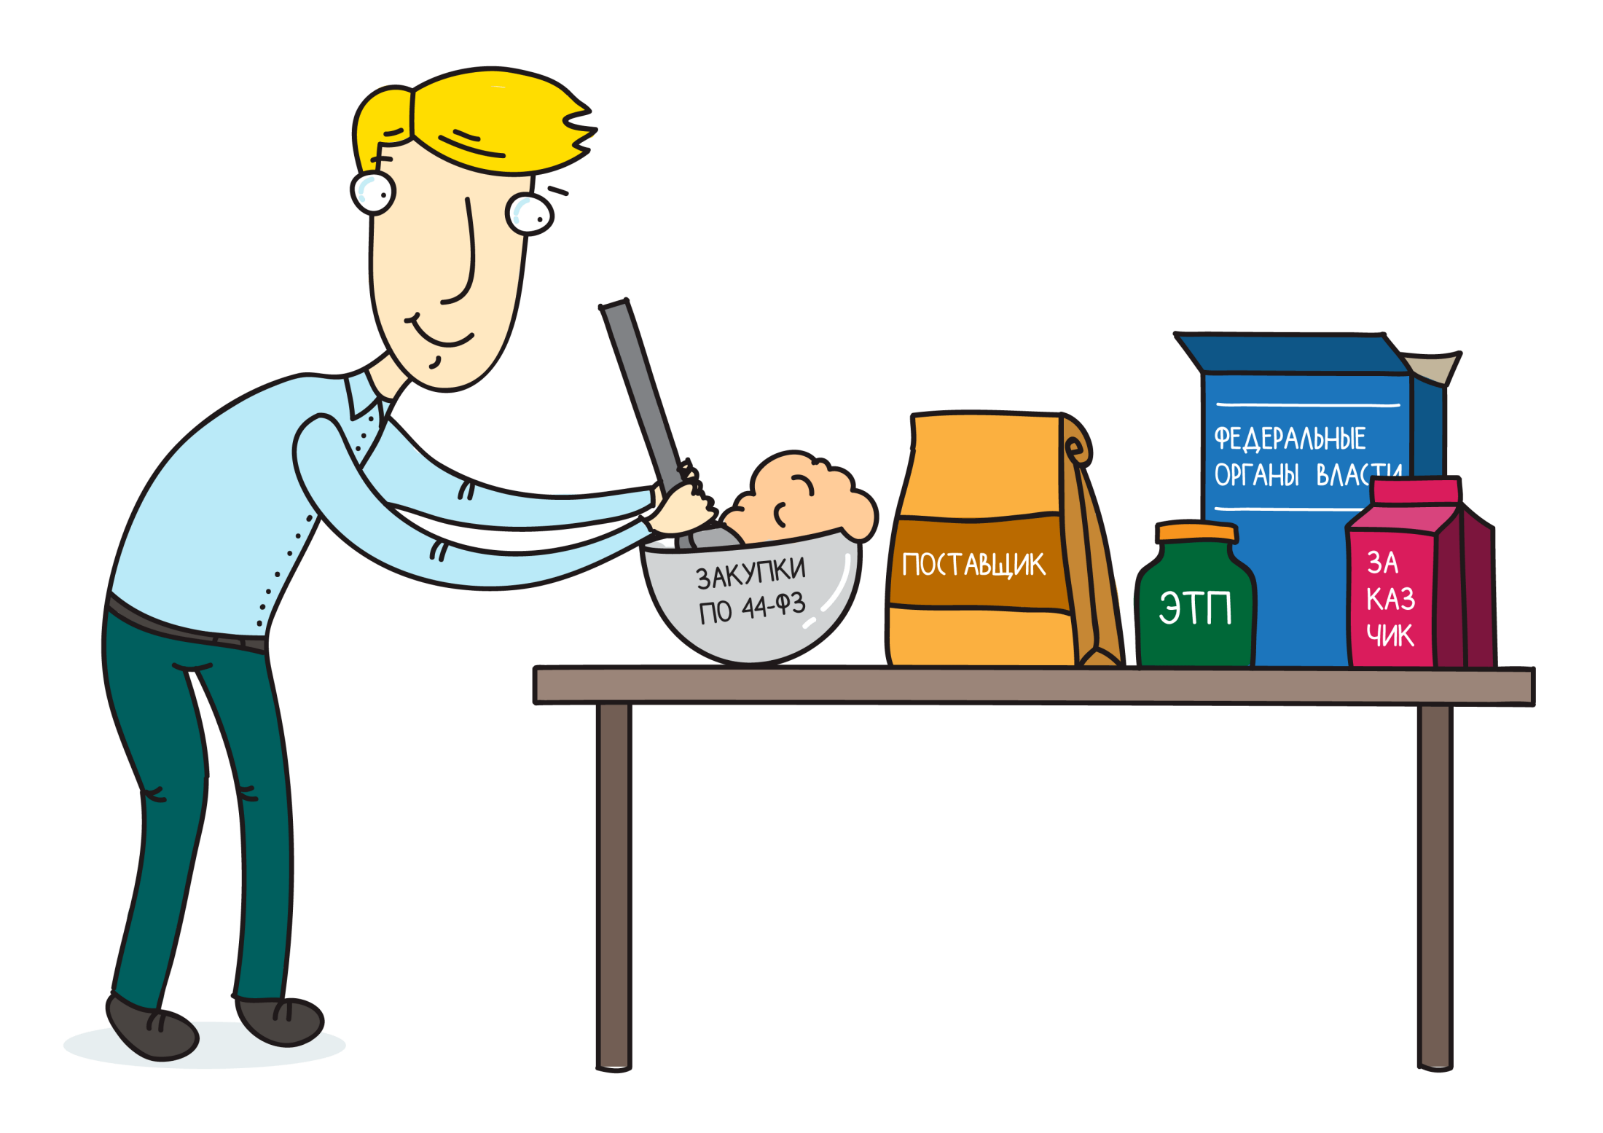 ЗАКУПКИ
ПО 44-ФЗ
ПОСТАВЩИК
ЭТП
ФЕДЕРАЛЬНЫЕ
ОРГАНЫ ВЛАСТИ
ЗА
КАЗ
ЧИК